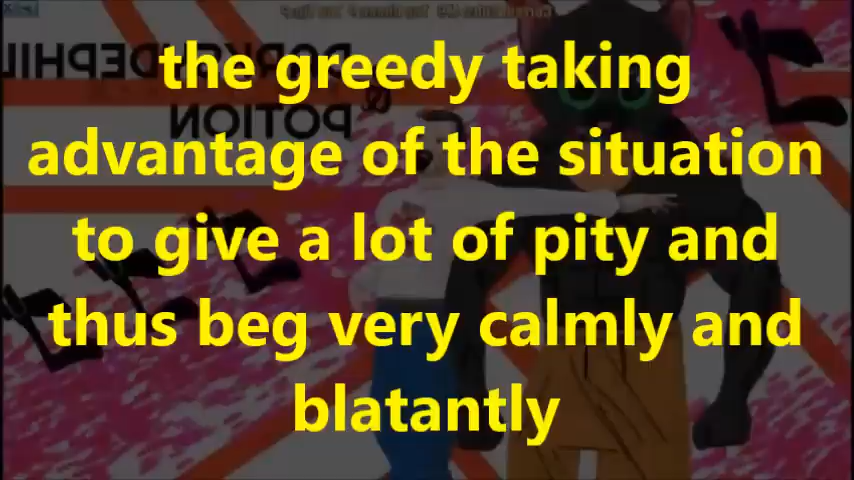 the greedy taking
advantage of the situation
to give a lot of pity and
thus beg very calmly and
blatantly
POTION